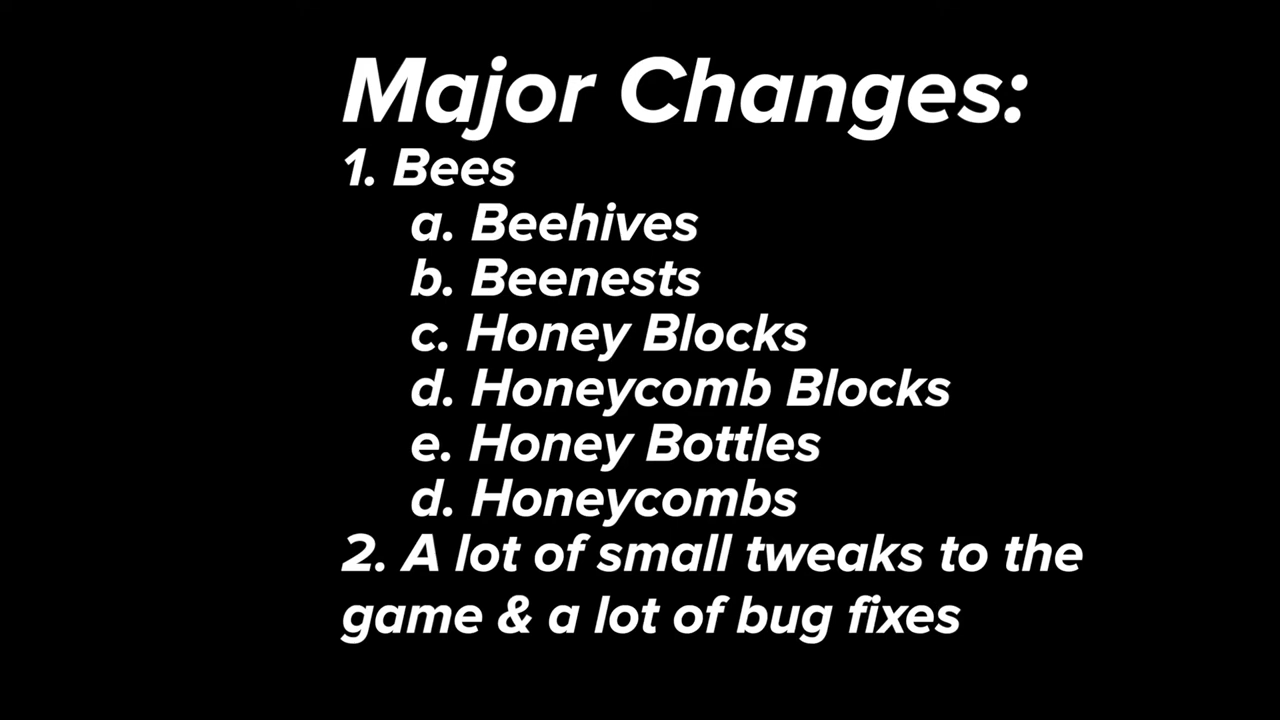 Major Changes:
1. Bees
a. Beehives
b. Beenests
c. Honey Blocks
d. Honeycomb Blocks
e. Honey Bottles
d. Honeycombs
2. A lot of small tweaks to the
game & a lot of bug fixes